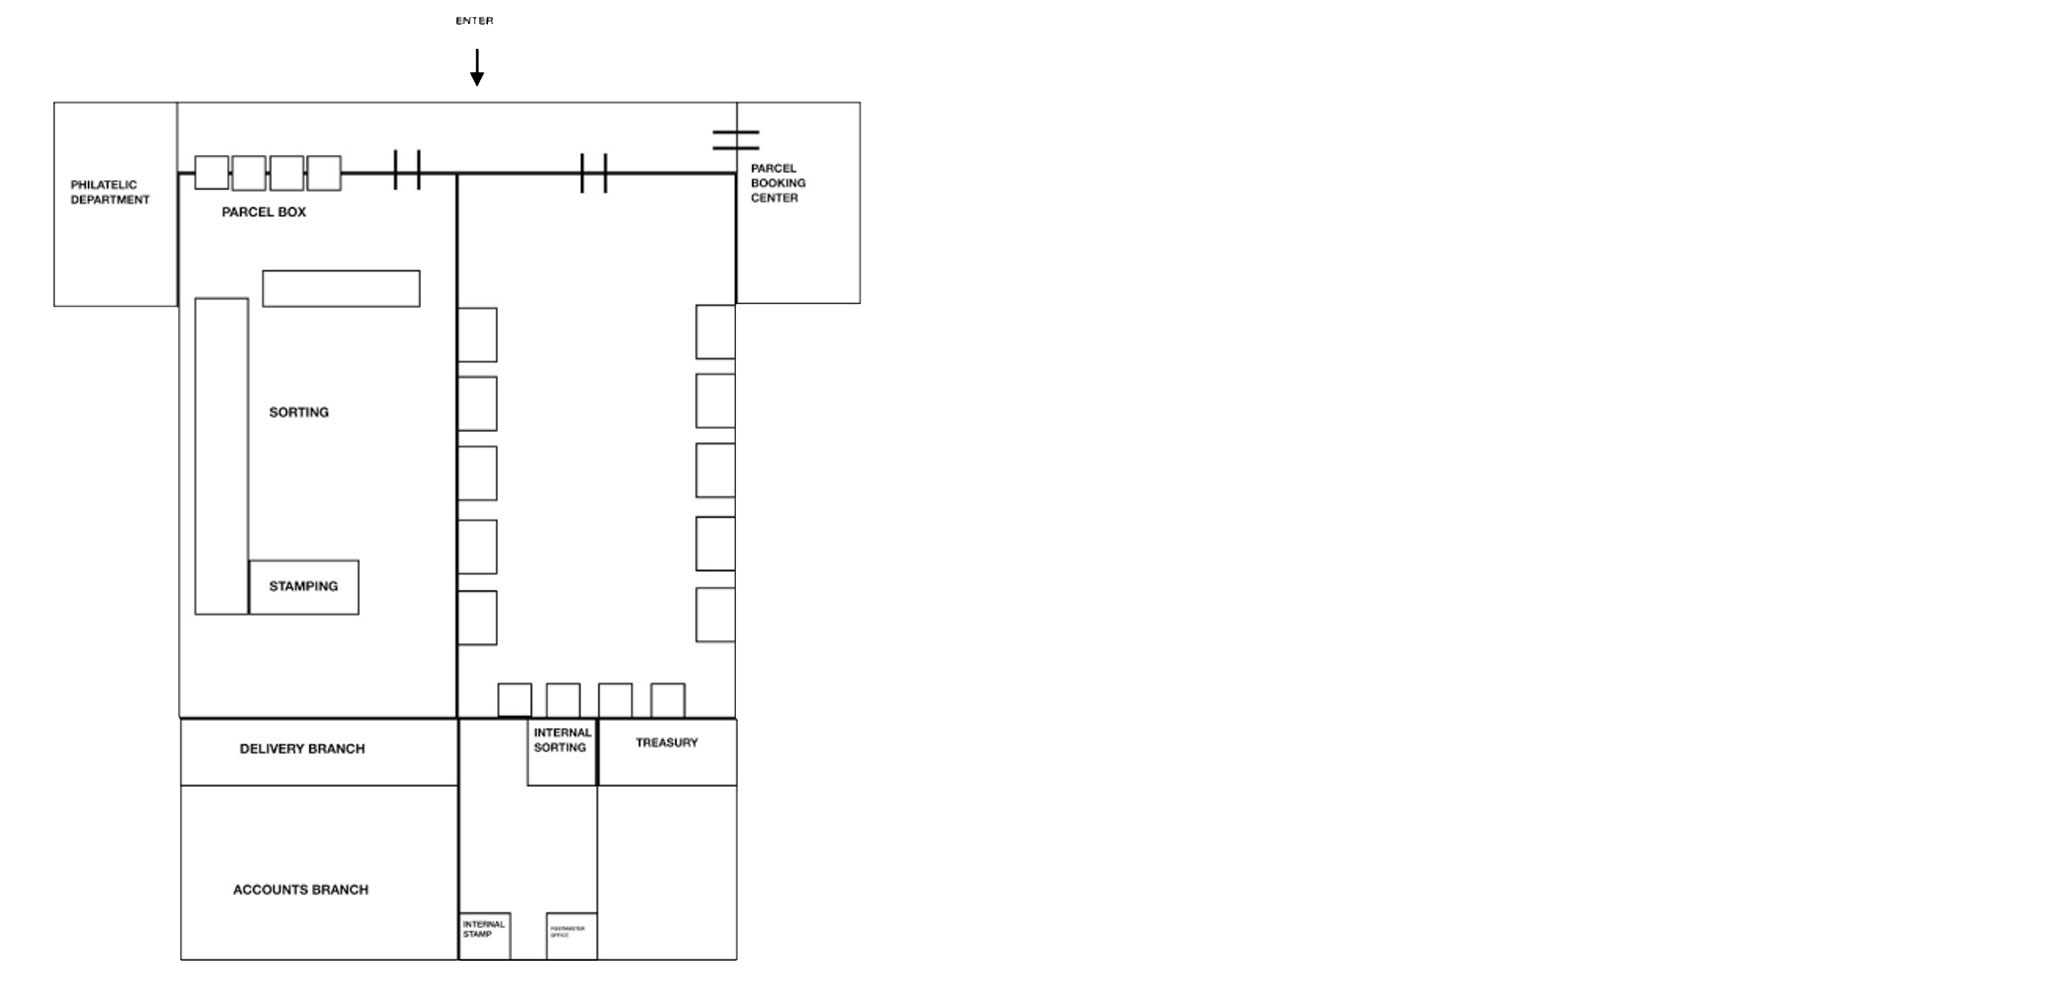 ENTER
PHILATELIC
DEPARTMENT
PARCEL BOX
PARCEL
BOOKING
CENTER
SORTING
STAMPING
DELIVERY BRANCH
INTERNAL
SORTING
TREASURY
ACCOUNTS BRANCH
INTERNAL
STAMP
POSTMASTER
OFFICE